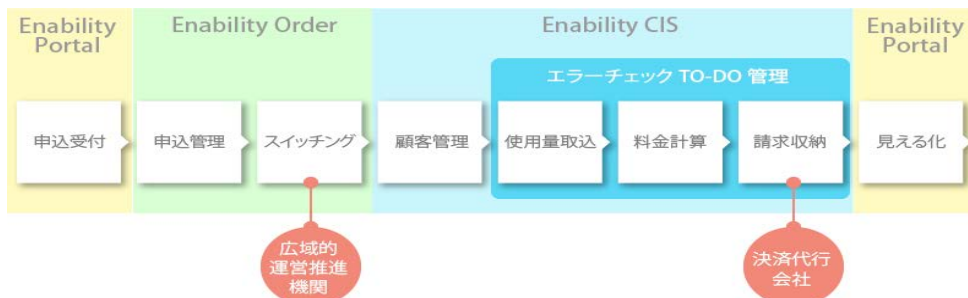 Enability
Portal
Enability Order
Enability CIS
Enability
Portal
エラーチェック TO-DO 管理
申込受付
申込管理
スイッチング
顧客管理
使用量取込
料金計算
請求収納
見える化
広域的
運営推進
機関
決済代行
会社